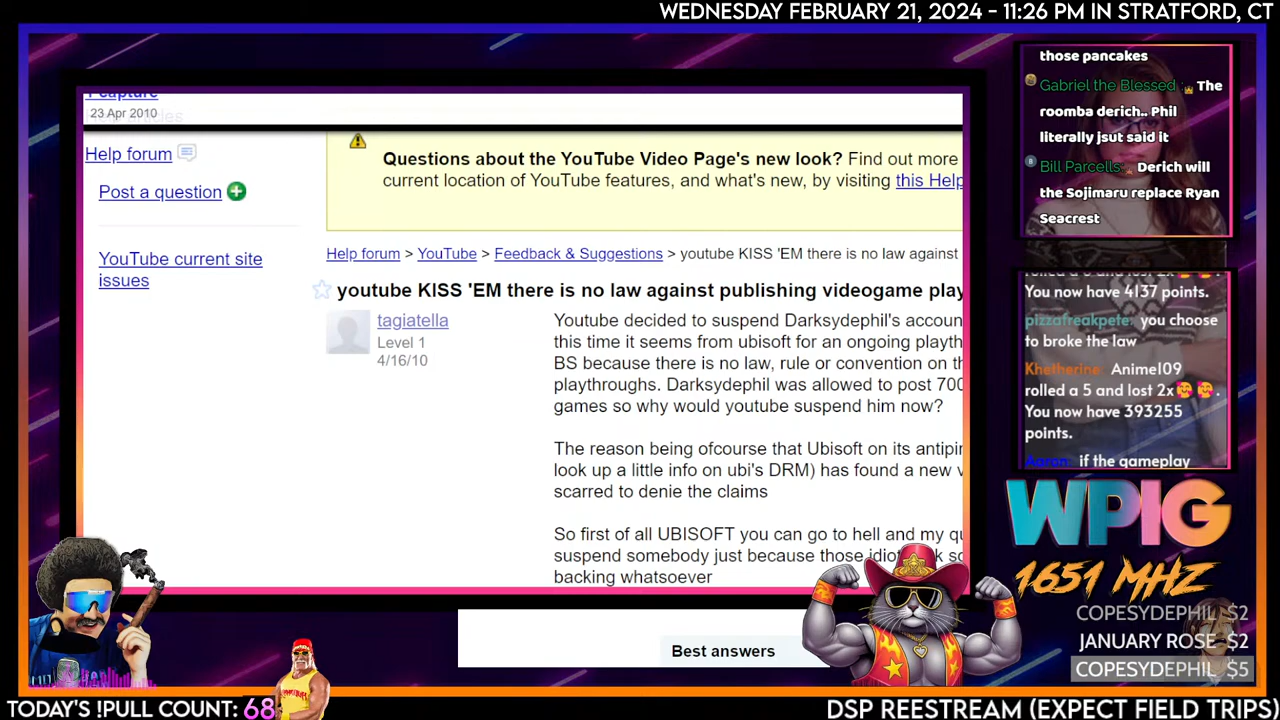 WEDNESDAY FEBRUARY 21, 2024 - 11:26 PM IN STRATFORD, CT
1 capture
23 Apr 2010
Help forum
Post a question
YouTube current site
issues
Questions about the YouTube Video Page's new look? Find out more
current location of YouTube features, and what's new, by visiting this Help
Help forum > YouTube > Feedback & Suggestions > youtube KISS 'EM there is no law against
youtube KISS 'EM there is no law against publishing videogame play
tagiatella
Level 1
4/16/10
Youtube decided to suspend Darksydephil's accoun
this time it seems from ubisoft for an ongoing playth
BS because there is no law, rule or convention on th
playthroughs. Darksydephil was allowed to post 700
games so why would youtube suspend him now?
The reason being ofcourse that Ubisoft on its antipir
look up a little info on ubi's DRM) has found a new v
scarred to denie the claims
So first of all UBISOFT you can go to hell and my qu
suspend somebody just because those
backing whatsoever
Best answers
those pancakes
Gabriel the Blessed : The
roomba derich.. Phil
literally jsut said it
Bill Parcells : Derich will
the Sojimaru replace Ryan
Seacrest
rolled a 6 and lost 2x
You now have 4137 points.
pizzafreakpete: you choose
to broke the law
Khetherine: Anime109
rolled a 5 and lost 2x .
You now have 393255
points.
Aaron: if the gameplay
WPIG
1651 MHZ
COPESYDEPHIL $2
JANUARY ROSE $2
COPESYDEPHIL $5
TODAY'S !PULL COUNT: 68
DSP REESTREAM (EXPECT FIELD TRIPS)